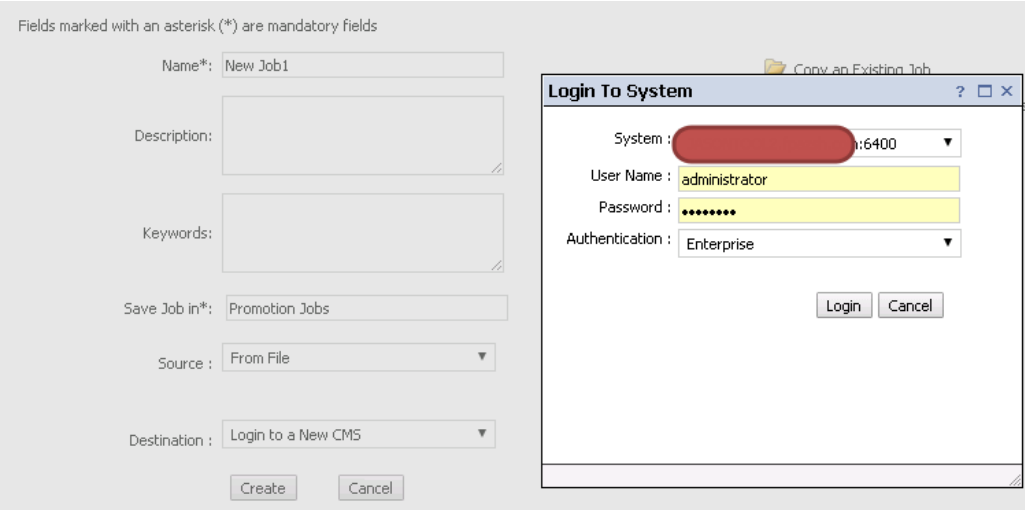 Fields marked with an asterisk (*) are mandatory fields
Name*: New Job1
Copy an Existing Job
Description:
Keywords:
Save Job in*: Promotion Jobs
Source : From File
Destination : Login to a New CMS
Create Cancel
Login To System ?
System : :6400
User Name : administrator
Password : ••••••••
Authentication : Enterprise
Login Cancel